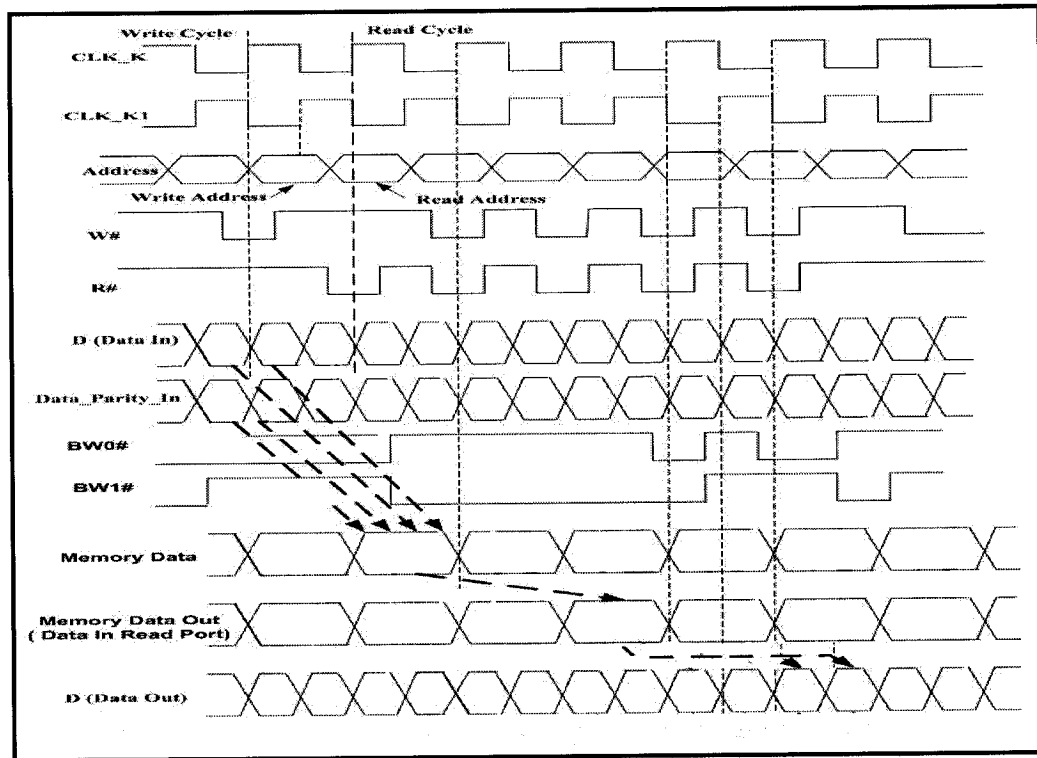 Write Cycle
Read Cycle
CLK_K
CLK_K1
Address
Write Address
Read Address
W#
R#
D (Data In)
Data_Parity_In
BW0#
BW1#
Memory Data
Memory Data Out
( Data In Read Port)
D (Data Out)